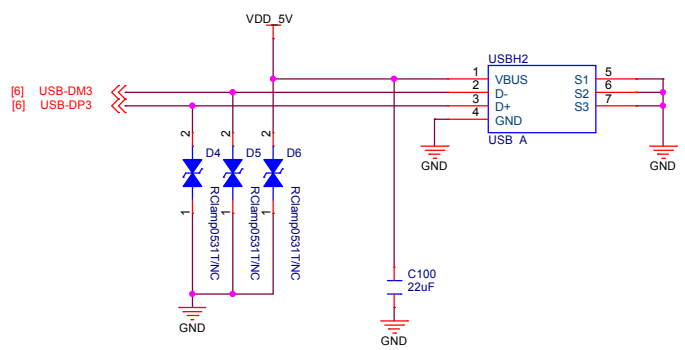 VDD_5V
USBH2
[6] USB-DM3
[6] USB-DP3
1 VBUS S1 5
2 D- S2 6
3 D+ S3 7
4 GND
USB A
GND
GND
2 D4 2 D5 2 D6
RClamp0531T/NC RClamp0531T/NC RClamp0531T/NC
1 1 1
C100
22uF
GND
GND